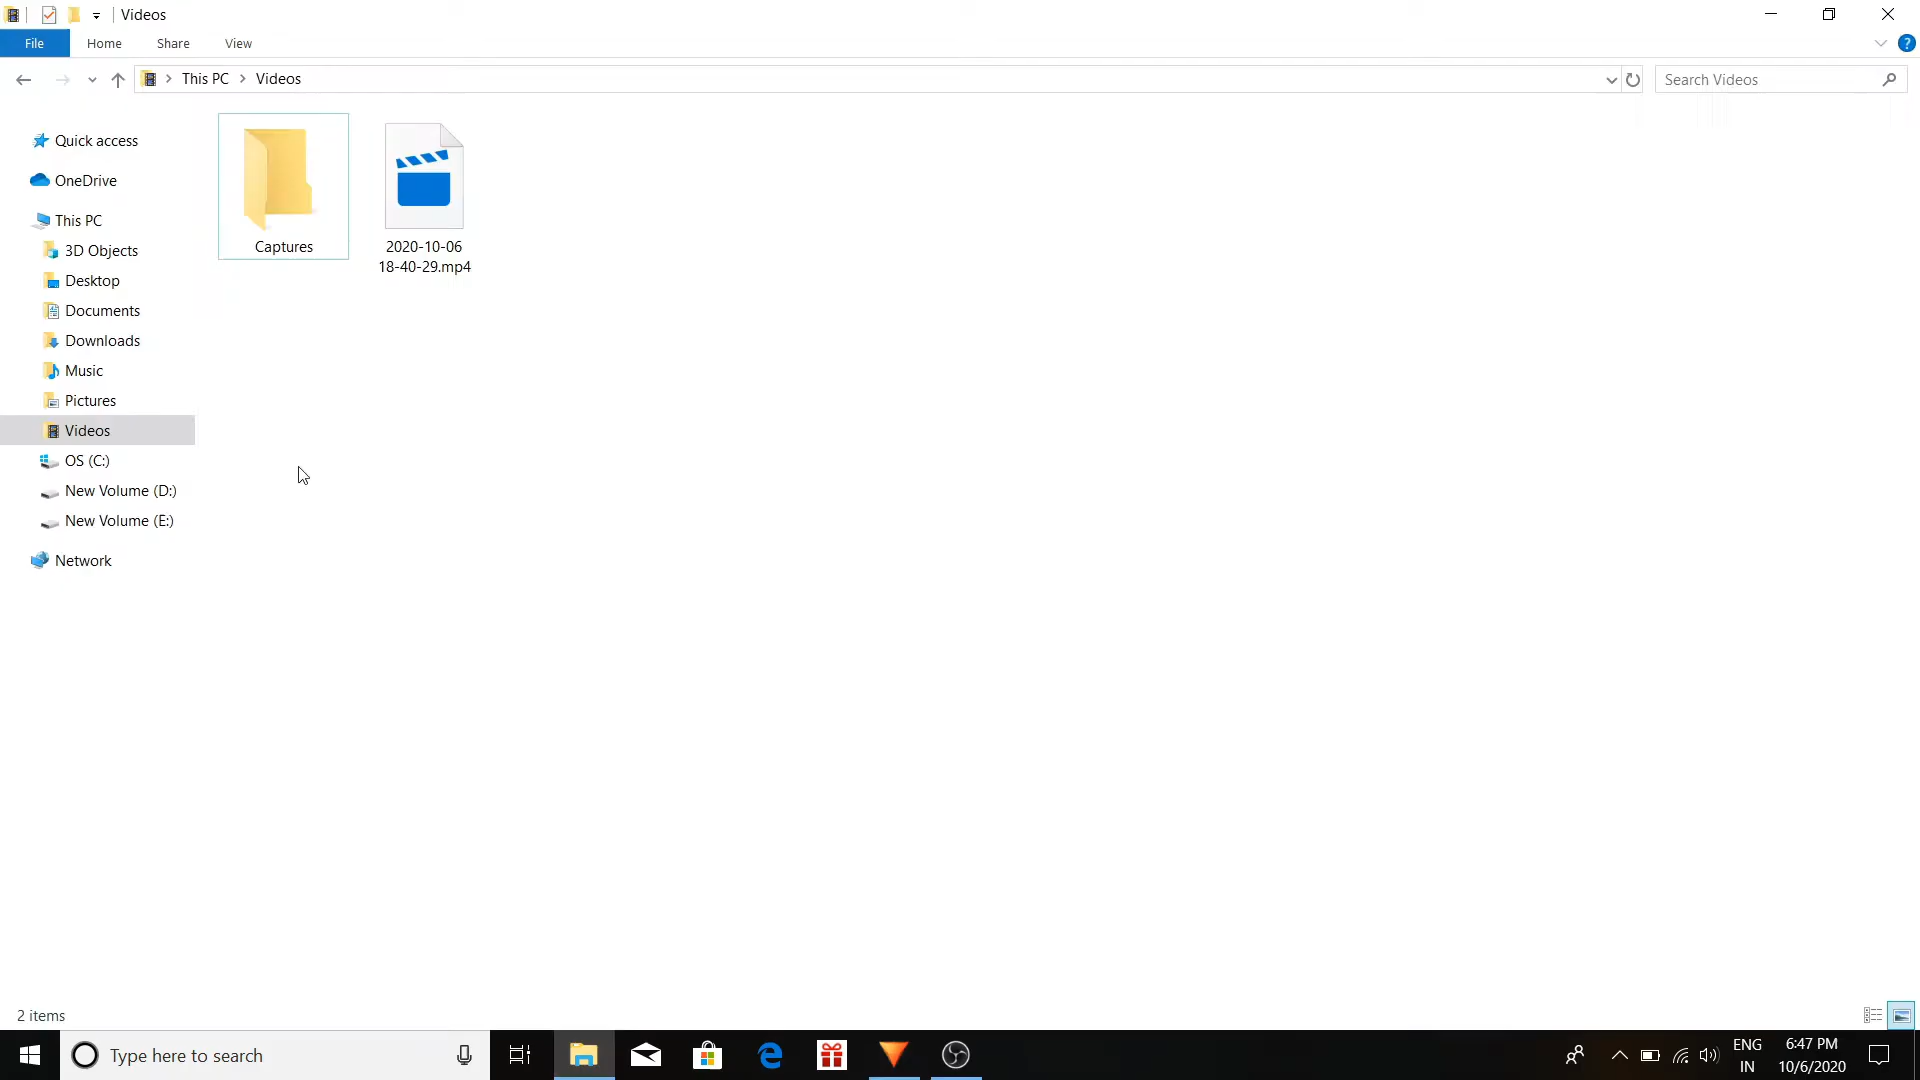 Videos
File
Home
Share
View
This PC
Videos
Search Videos
Quick access
OneDrive
This PC
3D Objects
Desktop
Documents
Downloads
Music
Pictures
Videos
OS (C:)
New Volume (D:)
New Volume (E:)
Network
Captures
2020-10-06
18-40-29.mp4
2 items
Type here to search
ENG
IN
6:47 PM
10/6/2020